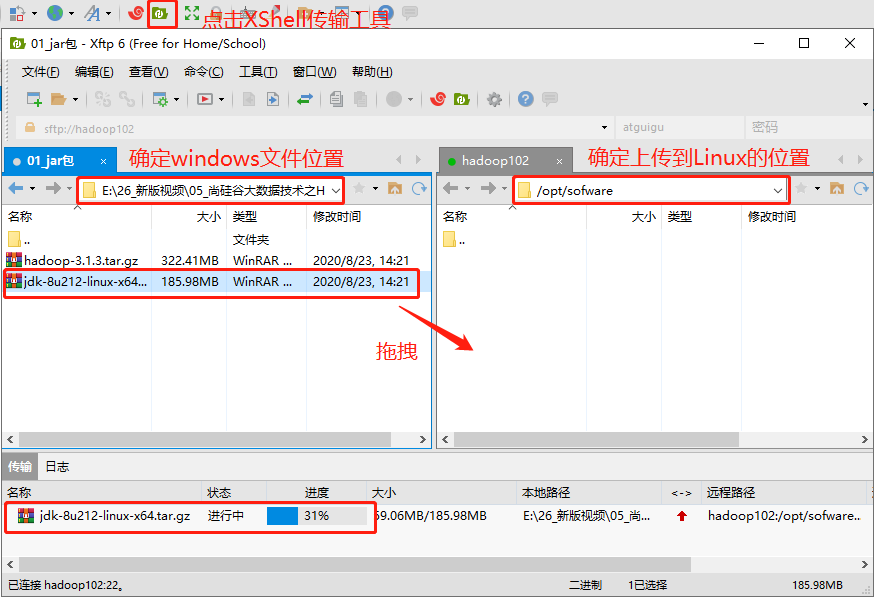 点击XShell传输工具
01_jar包 - Xftp 6 (Free for Home/School)
文件(F) 编辑(E) 查看(V) 命令(C) 工具(T) 窗口(W) 帮助(H)
sftp://hadoop102 atguigu 密码
01_jar包 × 确定windows文件位置 hadoop102 × 确定上传到Linux的位置
E:\26_新版视频\05_尚硅谷大数据技术之H /opt/sofware
名称 大小 类型 修改时间 名称 大小 类型 修改时间
.. 文件夹 ..
hadoop-3.1.3.tar.gz 322.41MB WinRAR ... 2020/8/23, 14:21
jdk-8u212-linux-x64... 185.98MB WinRAR ... 2020/8/23, 14:21
拖拽
传输 日志
名称 状态 进度 大小 本地路径 <-> 远程路径
jdk-8u212-linux-x64.tar.gz 进行中 31% 59.06MB/185.98MB E:\26_新版视频\05_尚... hadoop102:/opt/sofware...
已连接 hadoop102:22。 二进制 1已选择 185.98MB